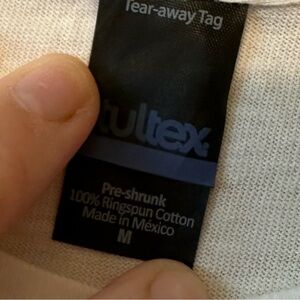 Tear-away Tag
tultex
Pre-shrunk
100% Ringspun Cotton
Made in México
M